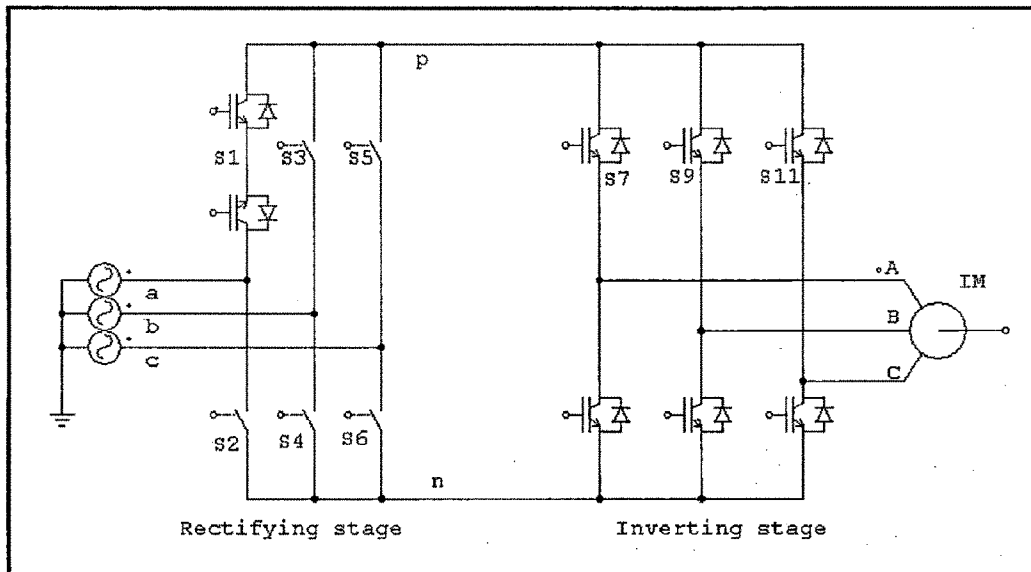 p
S1
S3
S5
S7
S9
S11
a
b
c
A
B
C
IM
S2
S4
S6
n
Rectifying stage
Inverting stage